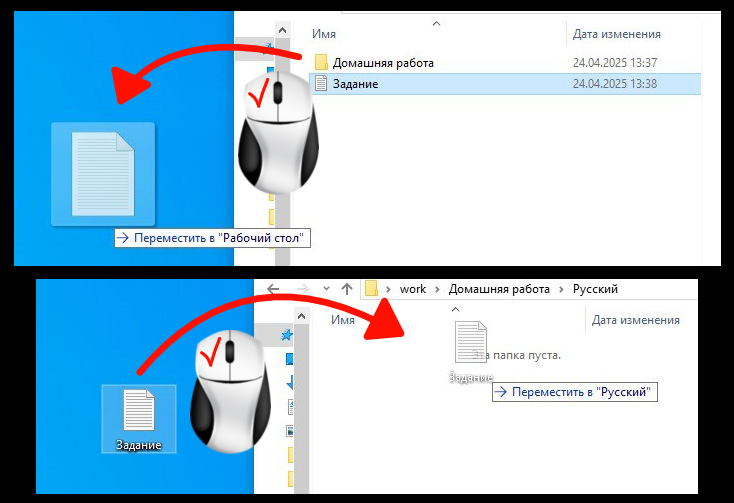 Имя Дата изменения
Домашняя работа 24.04.2025 13:37
Задание 24.04.2025 13:38
Переместить в "Рабочий стол"
work Домашняя работа Русский
Имя Дата изменения
Эта папка пуста.
Задание
Переместить в "Русский"
Задание